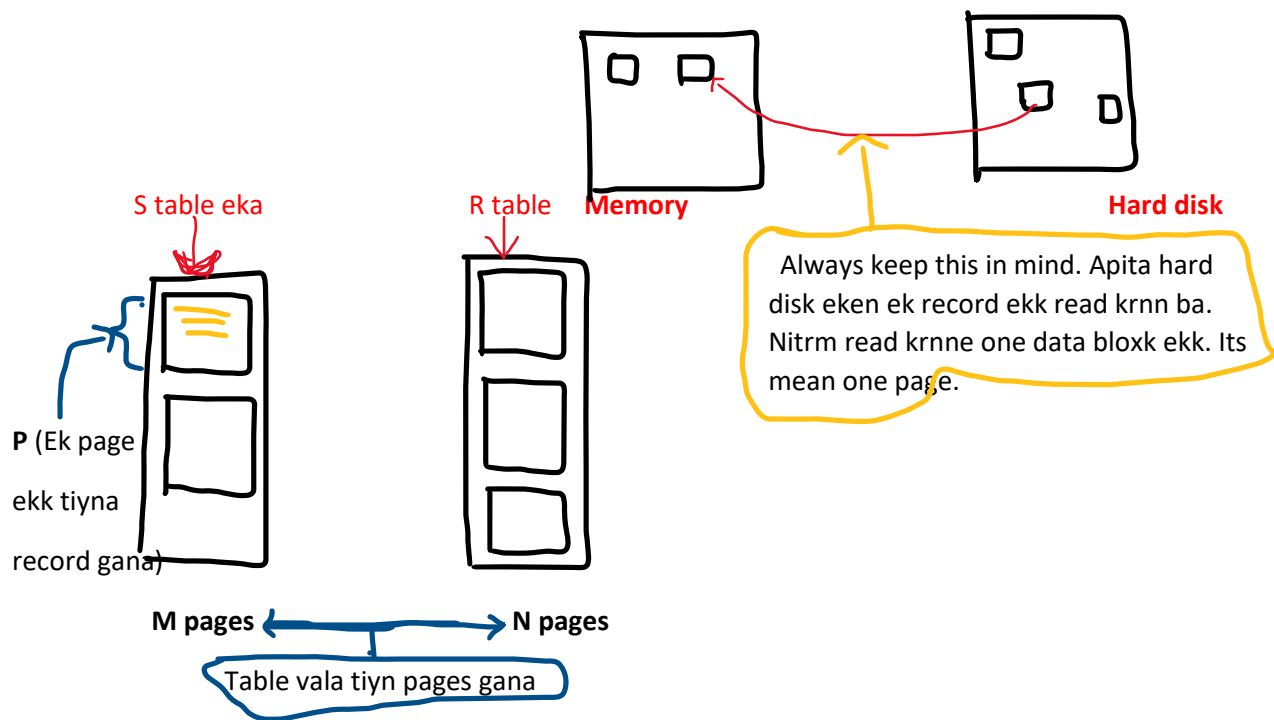 S table eka
R table
Memory
Hard disk
Always keep this in mind. Apita hard
disk eken ek record ekk read krnn ba.
Nitrm read krnne one data bloxk ekk. Its
mean one page.
P (Ek page
ekk tiyna
record gana)
M pages
N pages
Table vala tiyn pages gana